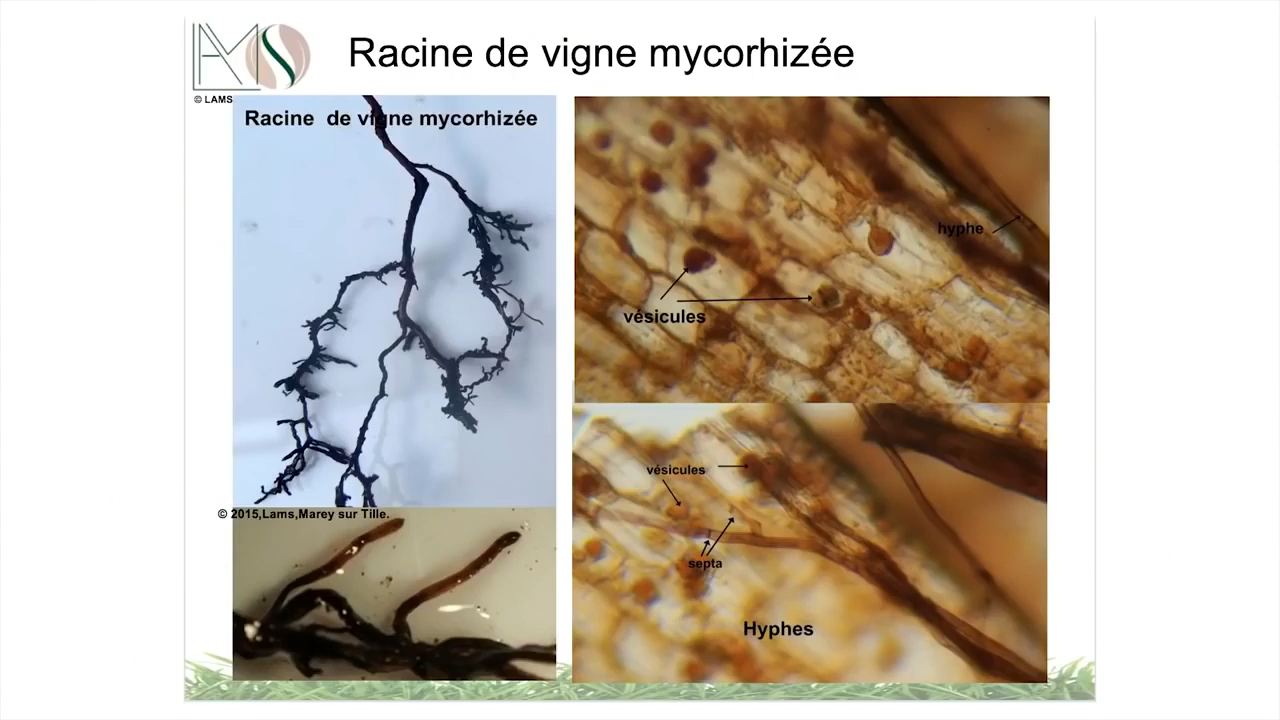 LAMS
Racine de vigne mycorhizée
© LAMS
Racine de vigne mycorhizée
© 2015,Lams,Marey sur Tille.
hyphe
vésicules
vésicules
septa
Hyphes